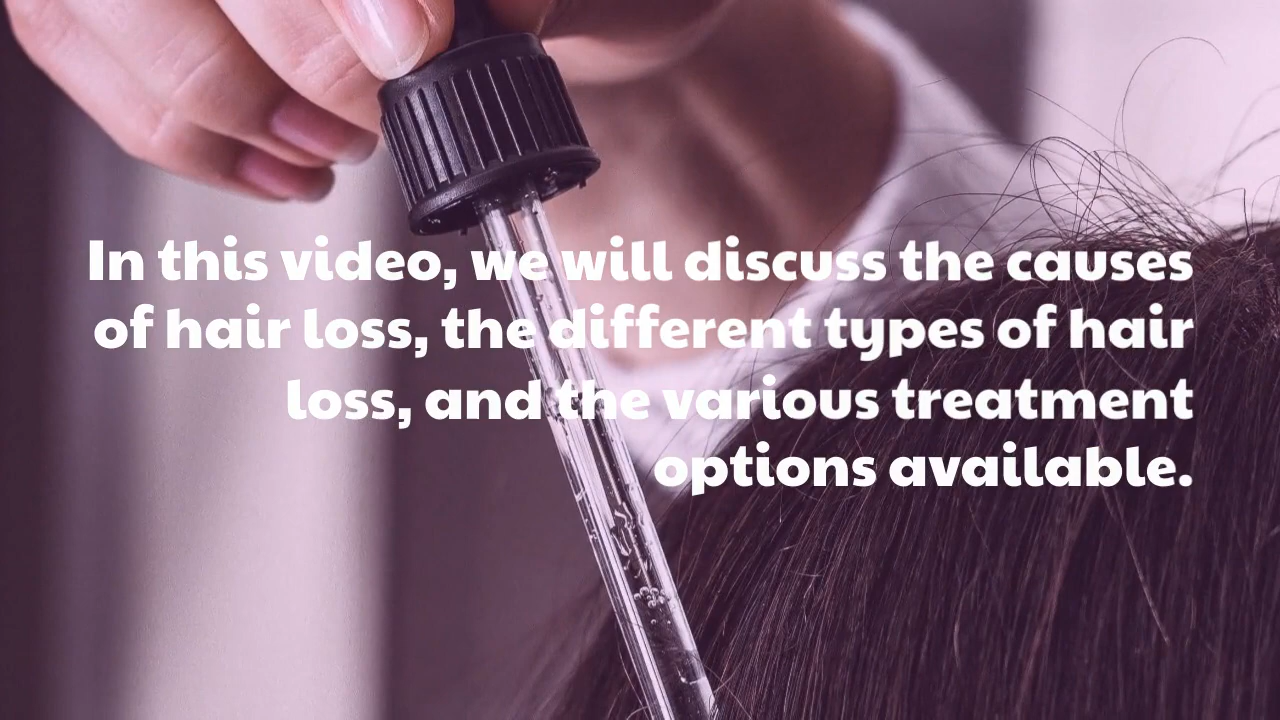 In this video, we will discuss the causes
of hair loss, the different types of hair
loss, and the various treatment
options available.